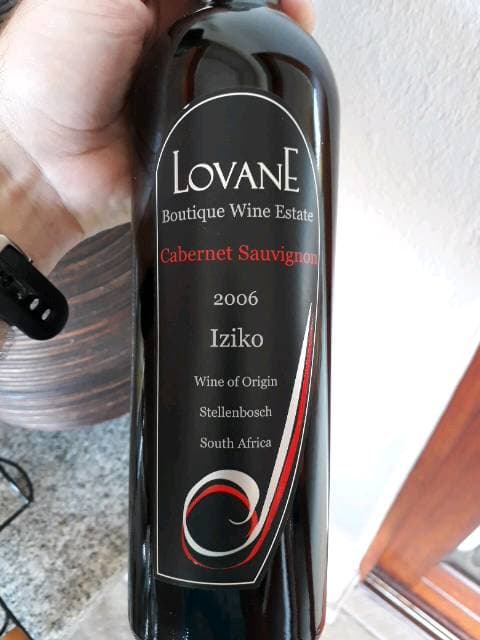 LOVANE
Boutique Wine Estate
Cabernet Sauvignon
2006
Iziko
Wine of Origin
Stellenbosch
South Africa